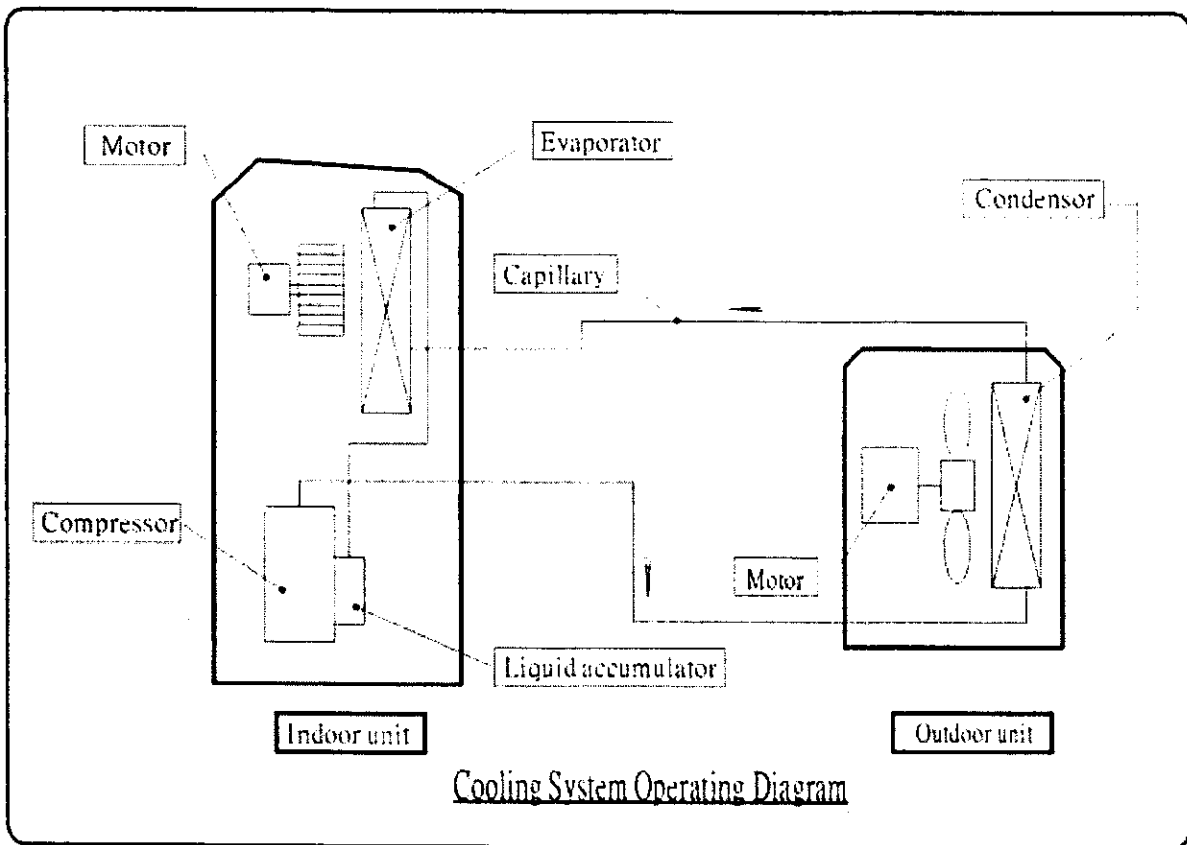 Motor
Evaporator
Condensor
Capillary
Compressor
Motor
Liquid accumulator
Indoor unit
Outdoor unit
Cooling System Operating Diagram